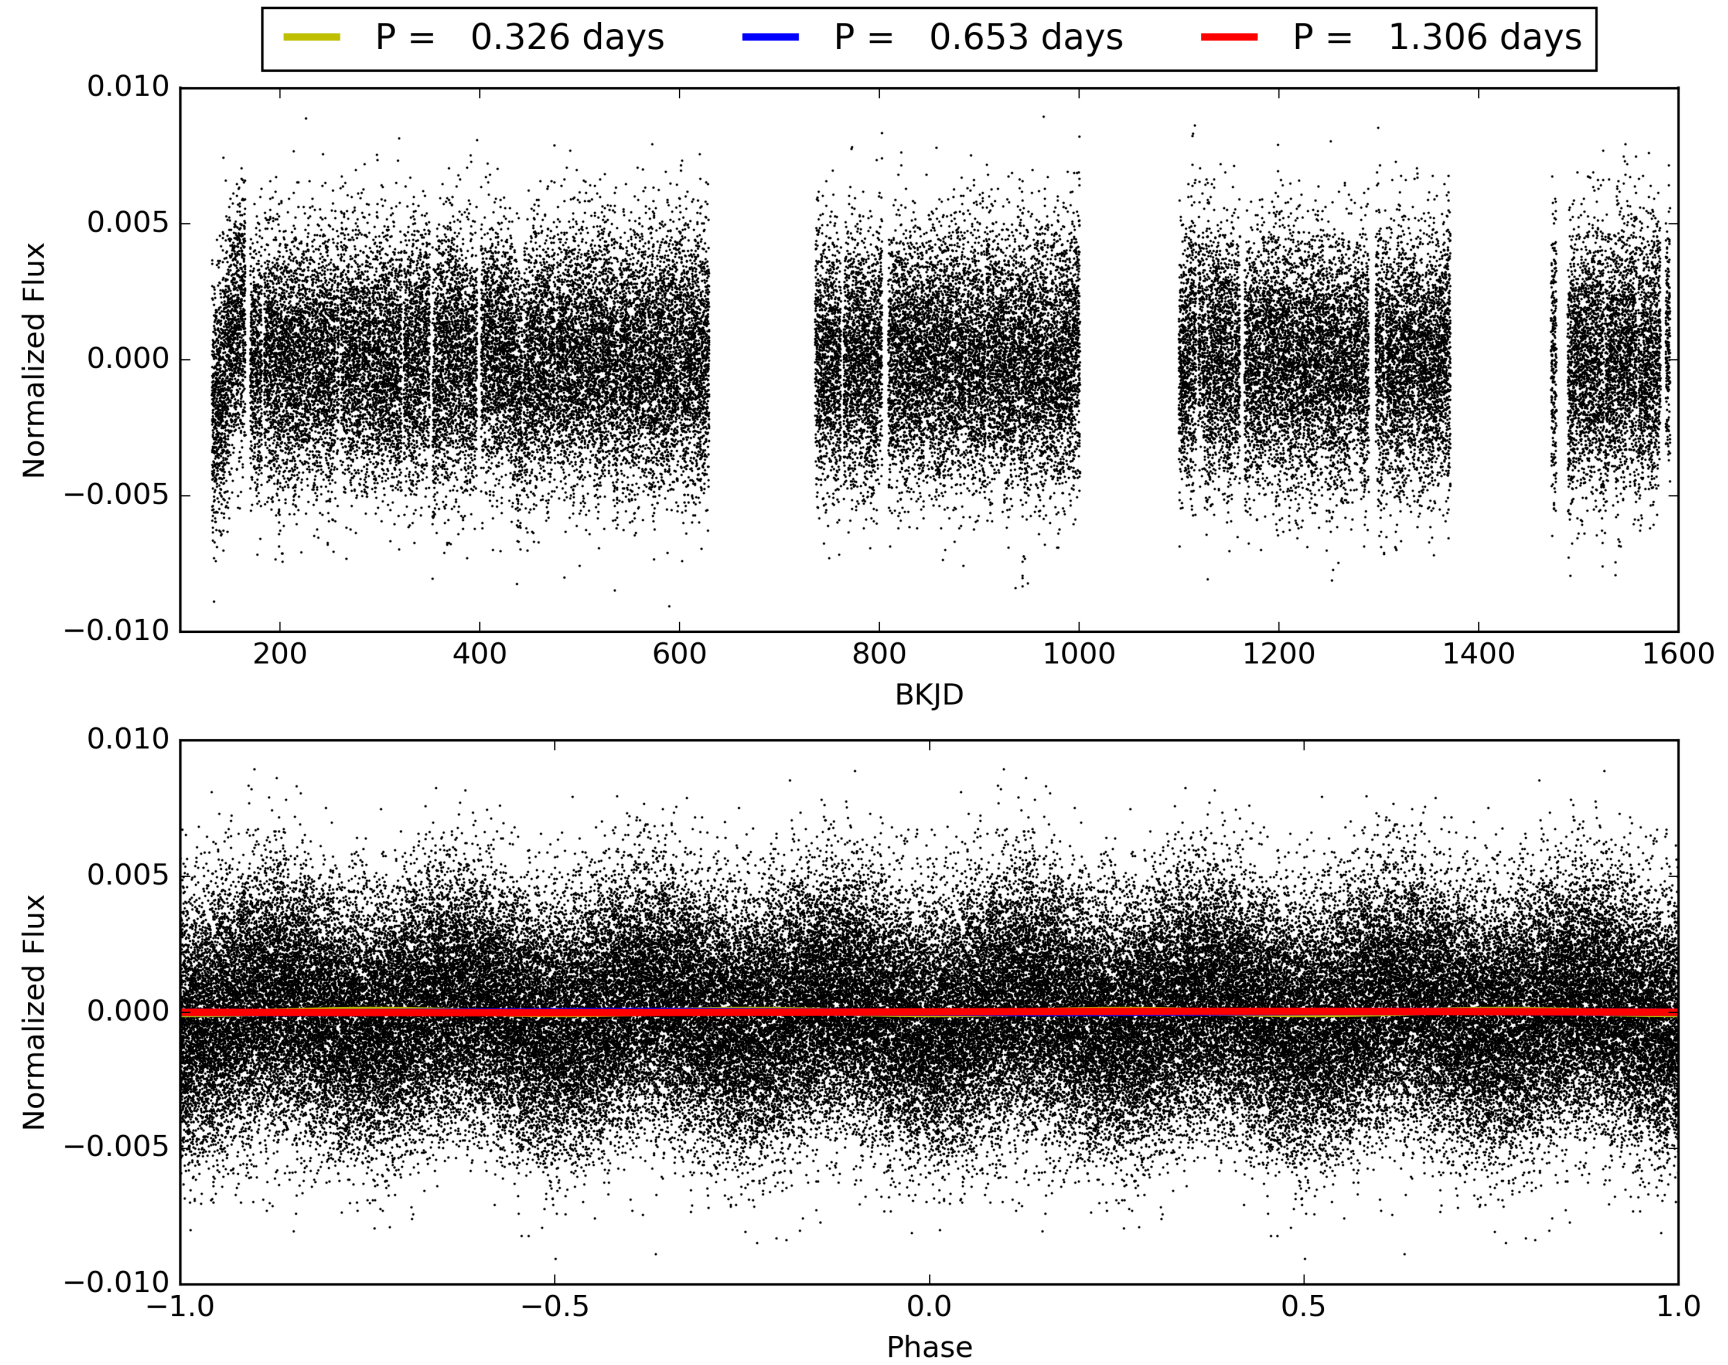 P = 0.326 days P = 0.653 days P = 1.306 days
0.010
0.005
0.000
−0.005
−0.010
Normalized Flux
200 400 600 800 1000 1200 1400 1600
BKJD
0.010
0.005
0.000
−0.005
−0.010
Normalized Flux
−1.0 −0.5 0.0 0.5 1.0
Phase